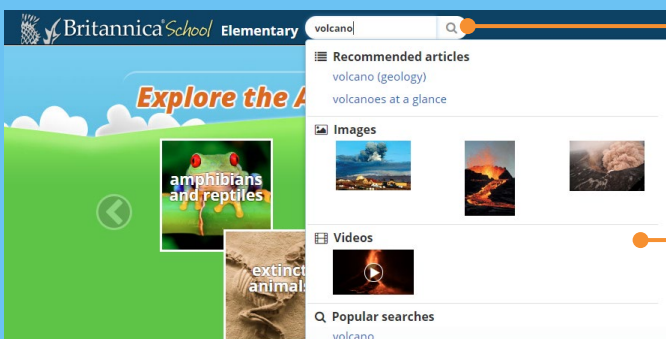 Britannica® School Elementary
volcano
Recommended articles
volcano (geology)
volcanoes at a glance
Explore the A
Images
amphibians
and reptiles
Videos
extinct
animals
Popular searches
volcano